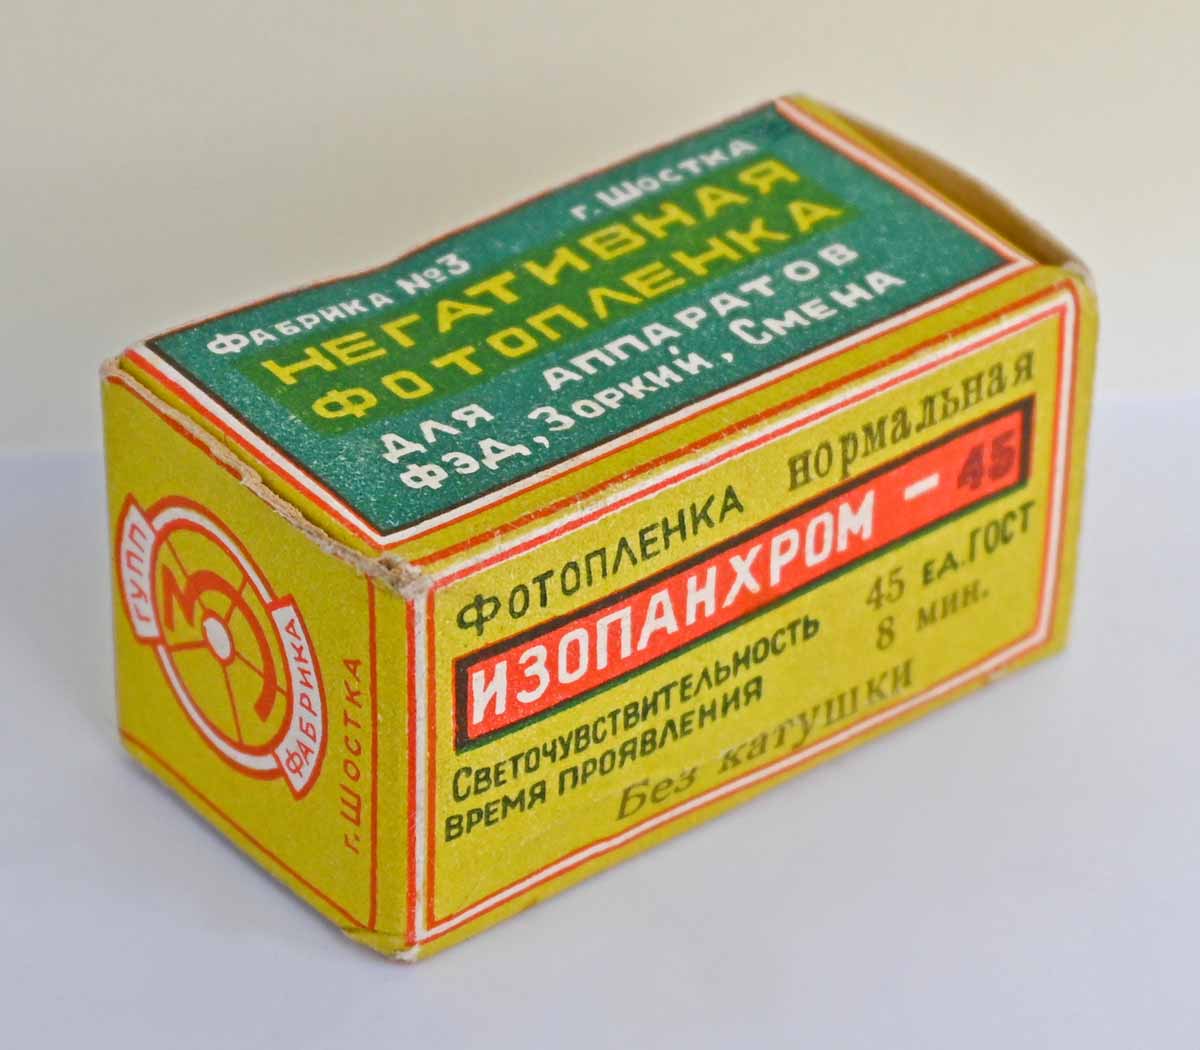 Фабрика №3 г. Шостка
НЕГАТИВНАЯ
ФОТОПЛЕНКА
для аппаратов
ФЭД, Зоркий, Смена
Фотопленка нормальная
ИЗОПАНХРОМ - 45
Светочувствительность 45 ед. ГОСТ
время проявления 8 мин.
Без катушки
ГУПП
3
ФАБРИКА
г. ШОСТКА